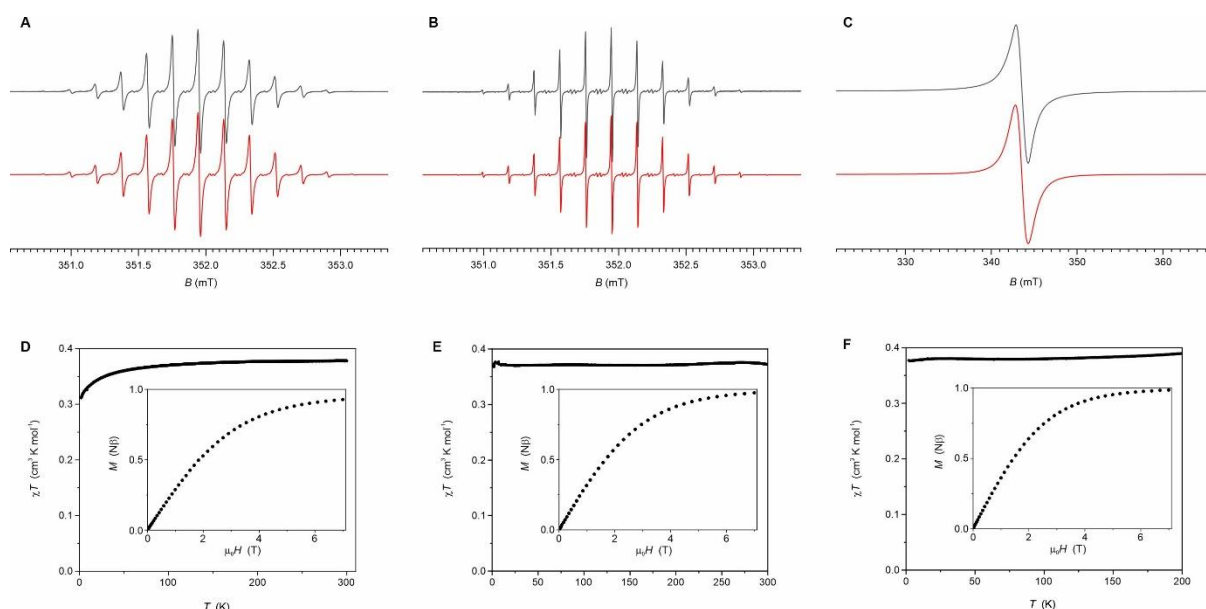 A
B
C
351.0 351.5 352.0 352.5 353.0
B (mT)
351.0 351.5 352.0 352.5 353.0
B (mT)
330 340 350 360
B (mT)
D
0.4
0.3
0.2
0.1
0.0
χT (cm³ K mol⁻¹)
0 100 200 300
T (K)
1.0
0.5
0.0
M (Nβ)
0 2 4 6
μ₀H (T)
E
0.4
0.3
0.2
0.1
0.0
χT (cm³ K mol⁻¹)
0 25 50 75 100 125 150 175 200 225 250 275 300
T (K)
1.0
0.5
0.0
M (Nβ)
0 2 4 6
μ₀H (T)
F
0.4
0.3
0.2
0.1
0.0
χT (cm³ K mol⁻¹)
0 50 100 150 200
T (K)
1.0
0.5
0.0
M (Nβ)
0 2 4 6
μ₀H (T)